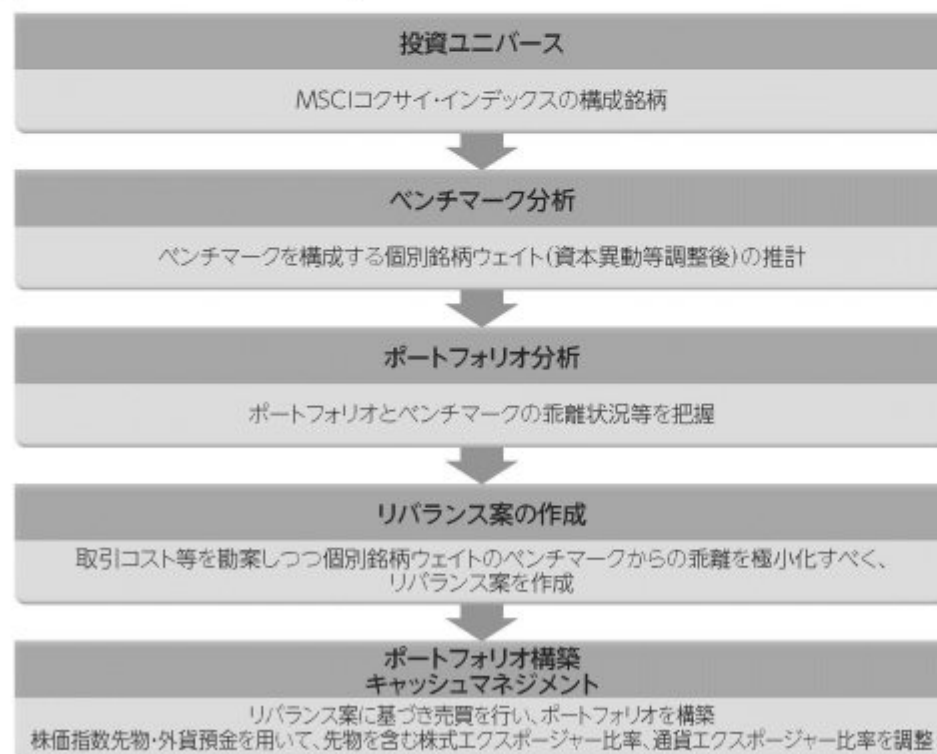 投資ユニバース
MSCIコクサイ・インデックスの構成銘柄
ベンチマーク分析
ベンチマークを構成する個別銘柄ウェイト(資本異動等調整後)の推計
ポートフォリオ分析
ポートフォリオとベンチマークの乖離状況等を把握
リバランス案の作成
取引コスト等を勘案しつつ個別銘柄ウェイトのベンチマークからの乖離を極小化すべく、
リバランス案を作成
ポートフォリオ構築
キャッシュマネジメント
リバランス案に基づき売買を行い、ポートフォリオを構築
株価指数先物・外貨預金を用いて、先物を含む株式エクスポージャー比率、通貨エクスポージャー比率を調整